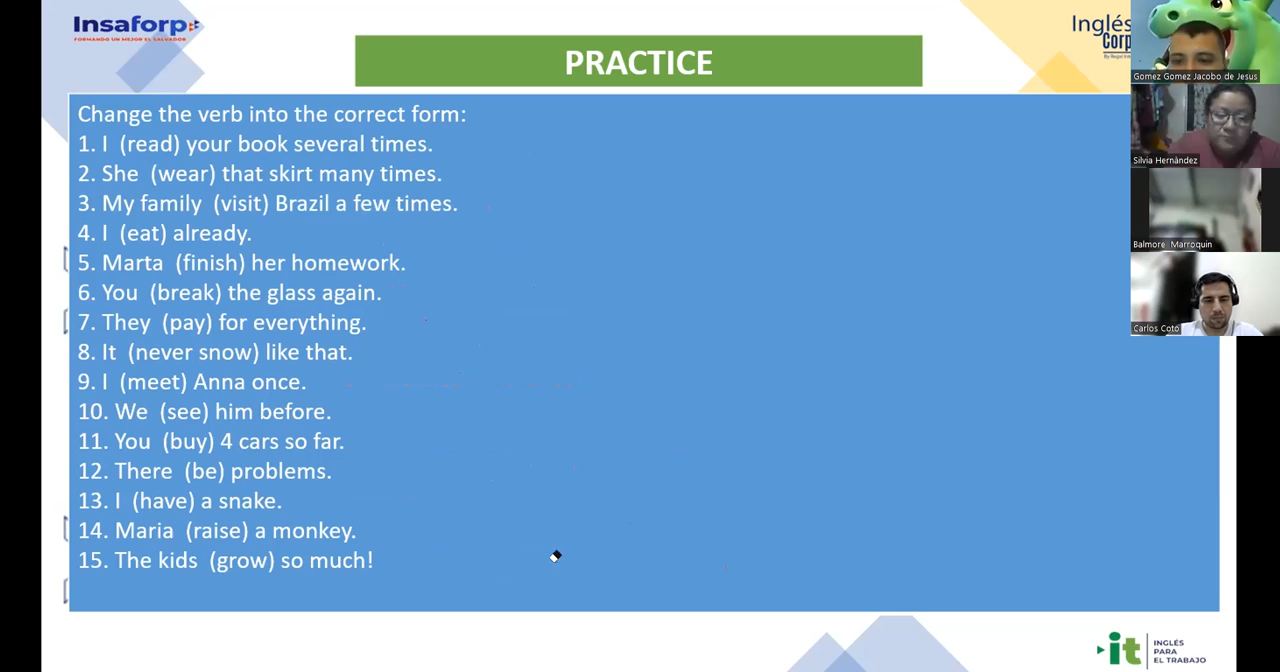 Insaforp
FORMANDO UN MEJOR EL SALVADOR
PRACTICE
Inglés
Corp
Gomez Gomez Jacobo de Jesus
Silvia Hernández
Balmore Marroquin
Carlos Coto
Change the verb into the correct form:
1. I (read) your book several times.
2. She (wear) that skirt many times.
3. My family (visit) Brazil a few times.
4. I (eat) already.
5. Marta (finish) her homework.
6. You (break) the glass again.
7. They (pay) for everything.
8. It (never snow) like that.
9. I (meet) Anna once.
10. We (see) him before.
11. You (buy) 4 cars so far.
12. There (be) problems.
13. I (have) a snake.
14. Maria (raise) a monkey.
15. The kids (grow) so much!
it
INGLÉS
PARA
EL TRABAJO